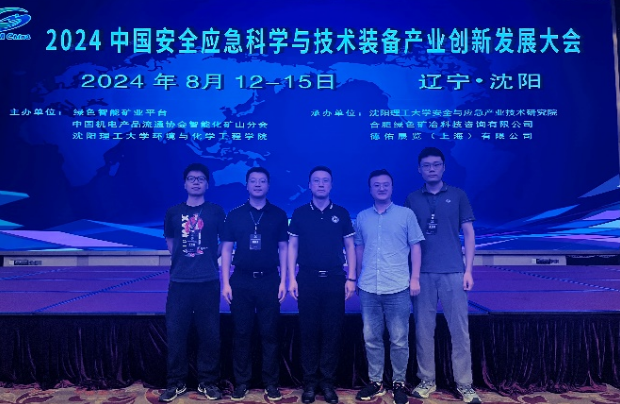 China
2024 中国安全应急科学与技术装备产业创新发展大会
2024 年 8月 12-15日 辽宁·沈阳
主办单位：绿色智能矿业平台 承办单位：沈阳理工大学安全与应急产业技术研究院
中国机电产品流通协会智能化矿山分会 合肥绿色矿冶科技咨询有限公司
沈阳理工大学环境与化学工程学院 德佑展览（上海）有限公司